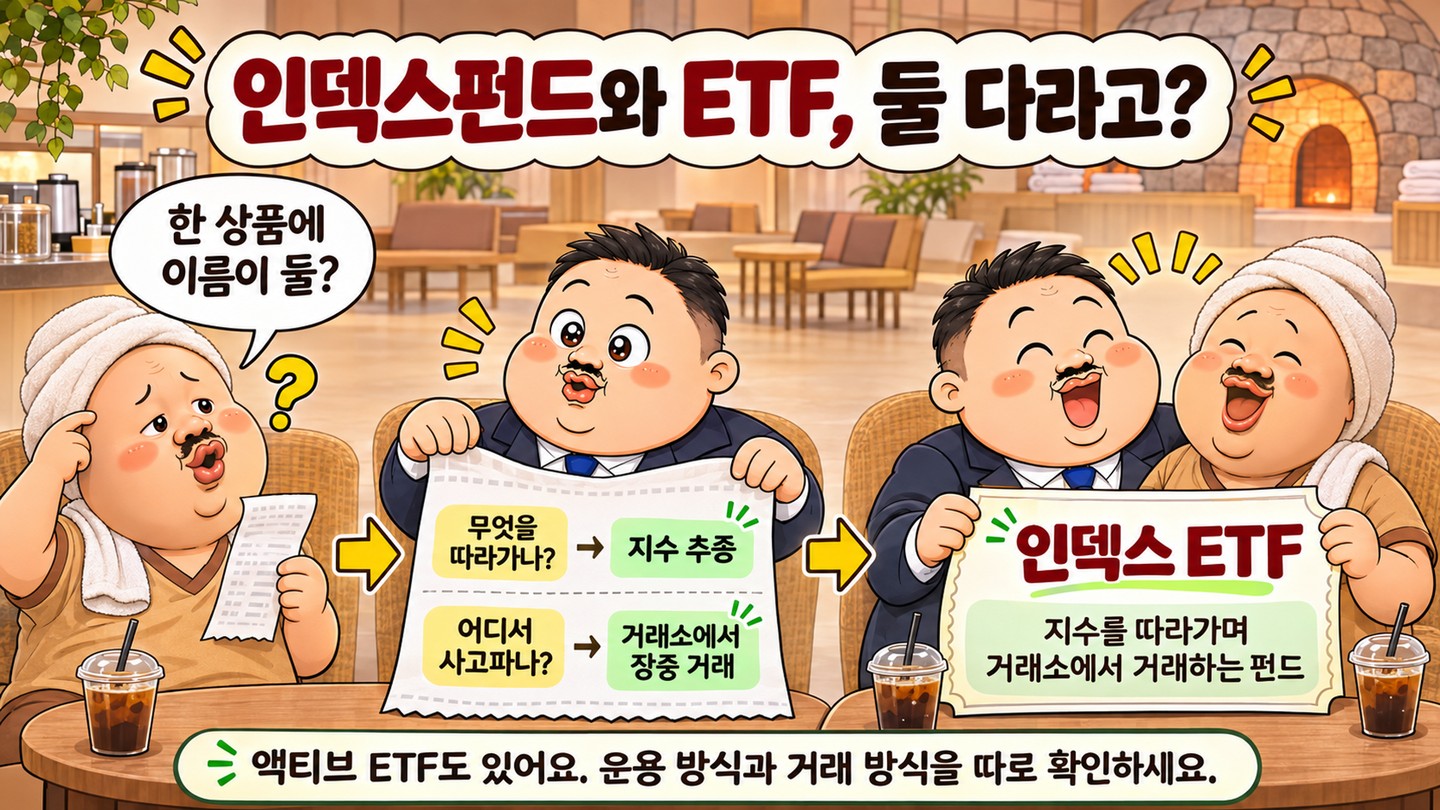 인덱스펀드와 ETF, 둘 다라고?
한 상품에
이름이 둘?
?
무엇을
따라가나?
→
지수 추종
어디서
사고파나?
→
거래소에서
장중 거래
인덱스 ETF
지수를 따라가며
거래소에서 거래하는 펀드
액티브 ETF도 있어요. 운용 방식과 거래 방식을 따로 확인하세요.